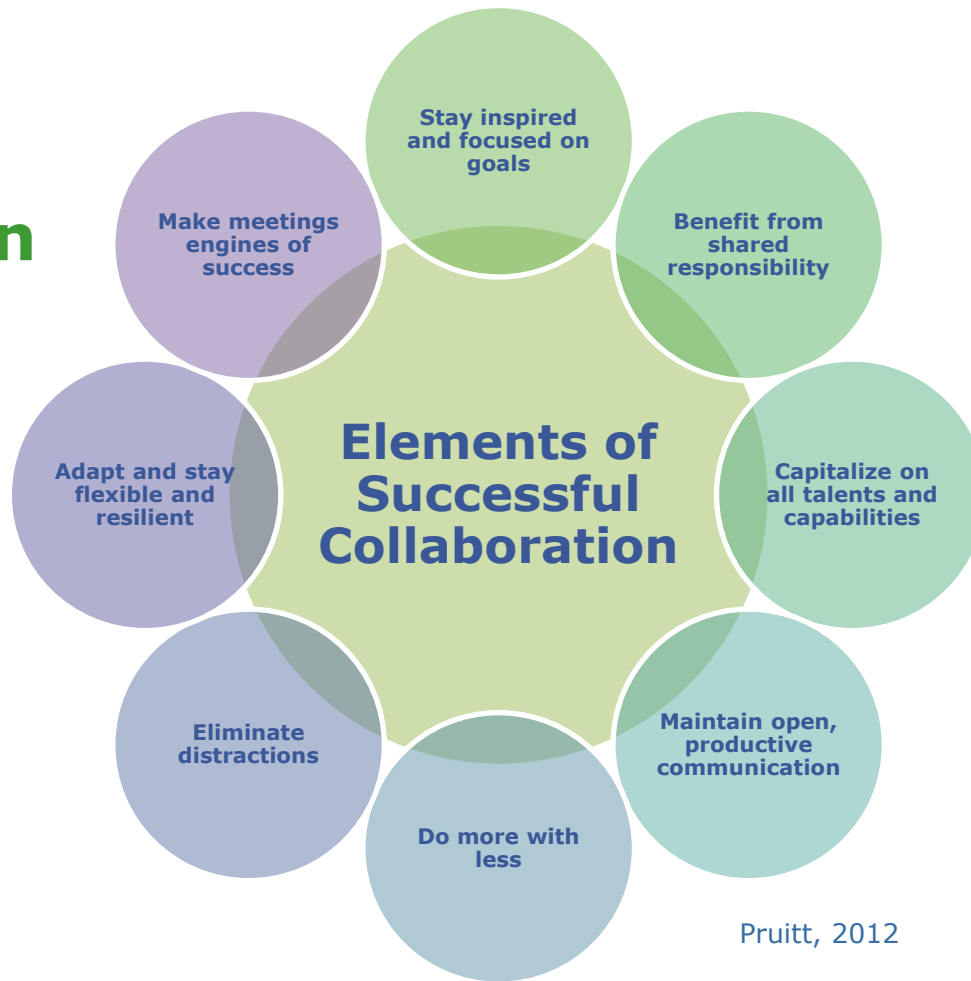 n
Stay inspired
and focused on
goals
Benefit from
shared
responsibility
Capitalize on
all talents and
capabilities
Maintain open,
productive
communication
Do more with
less
Eliminate
distractions
Adapt and stay
flexible and
resilient
Make meetings
engines of
success
Elements of
Successful
Collaboration
Pruitt, 2012